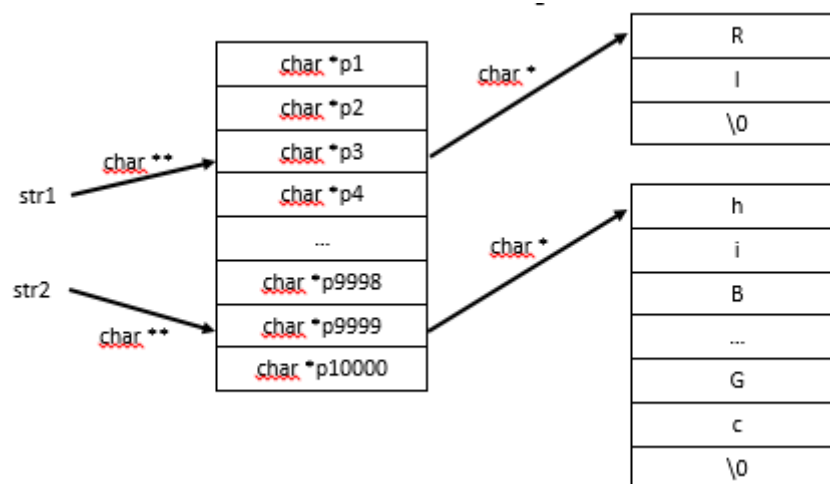 char *p1
char *p2
char *p3
char *p4
...
char *p9998
char *p9999
char *p10000
str1
char **
str2
char **
char *
char *
R
l
\0
h
i
B
...
G
c
\0